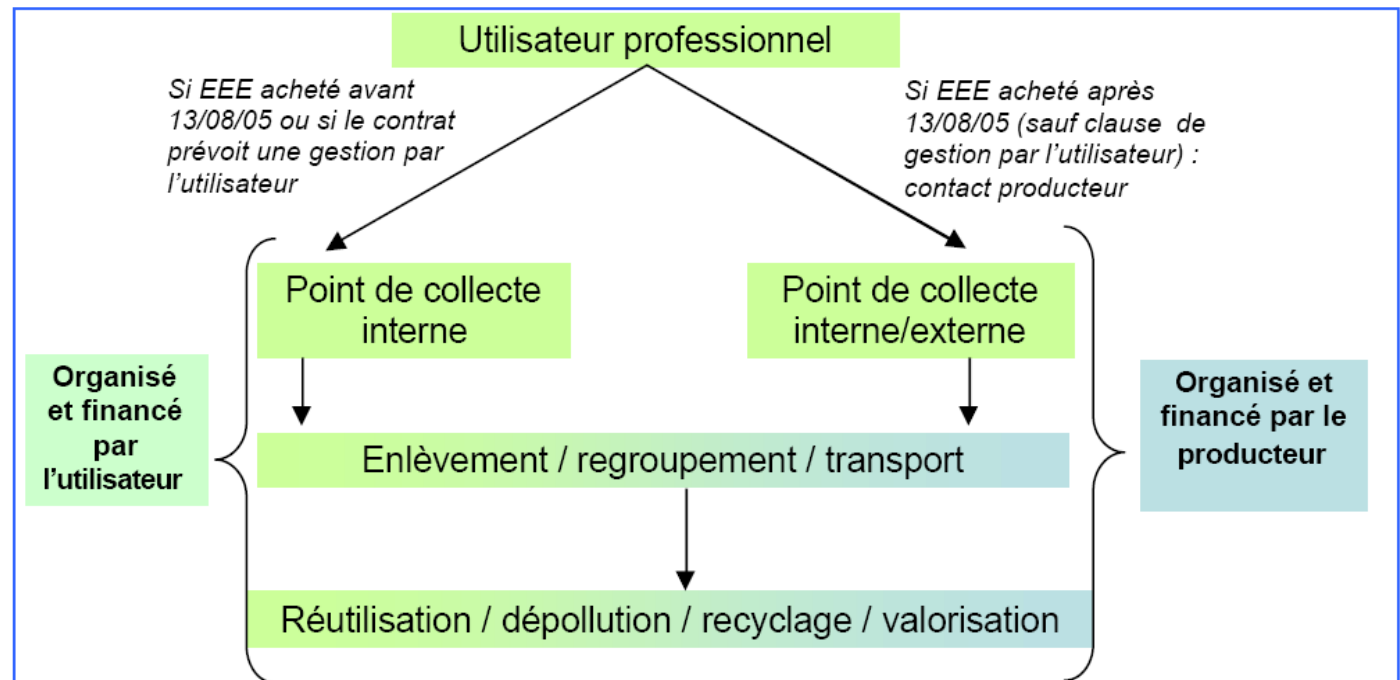 Utilisateur professionnel
Si EEE acheté avant
13/08/05 ou si le contrat
prévoit une gestion par
l’utilisateur
Si EEE acheté après
13/08/05 (sauf clause de
gestion par l’utilisateur) :
contact producteur
Point de collecte
interne
Point de collecte
interne/externe
Organisé
et financé
par
l’utilisateur
Organisé et
financé par le
producteur
Enlèvement / regroupement / transport
Réutilisation / dépollution / recyclage / valorisation